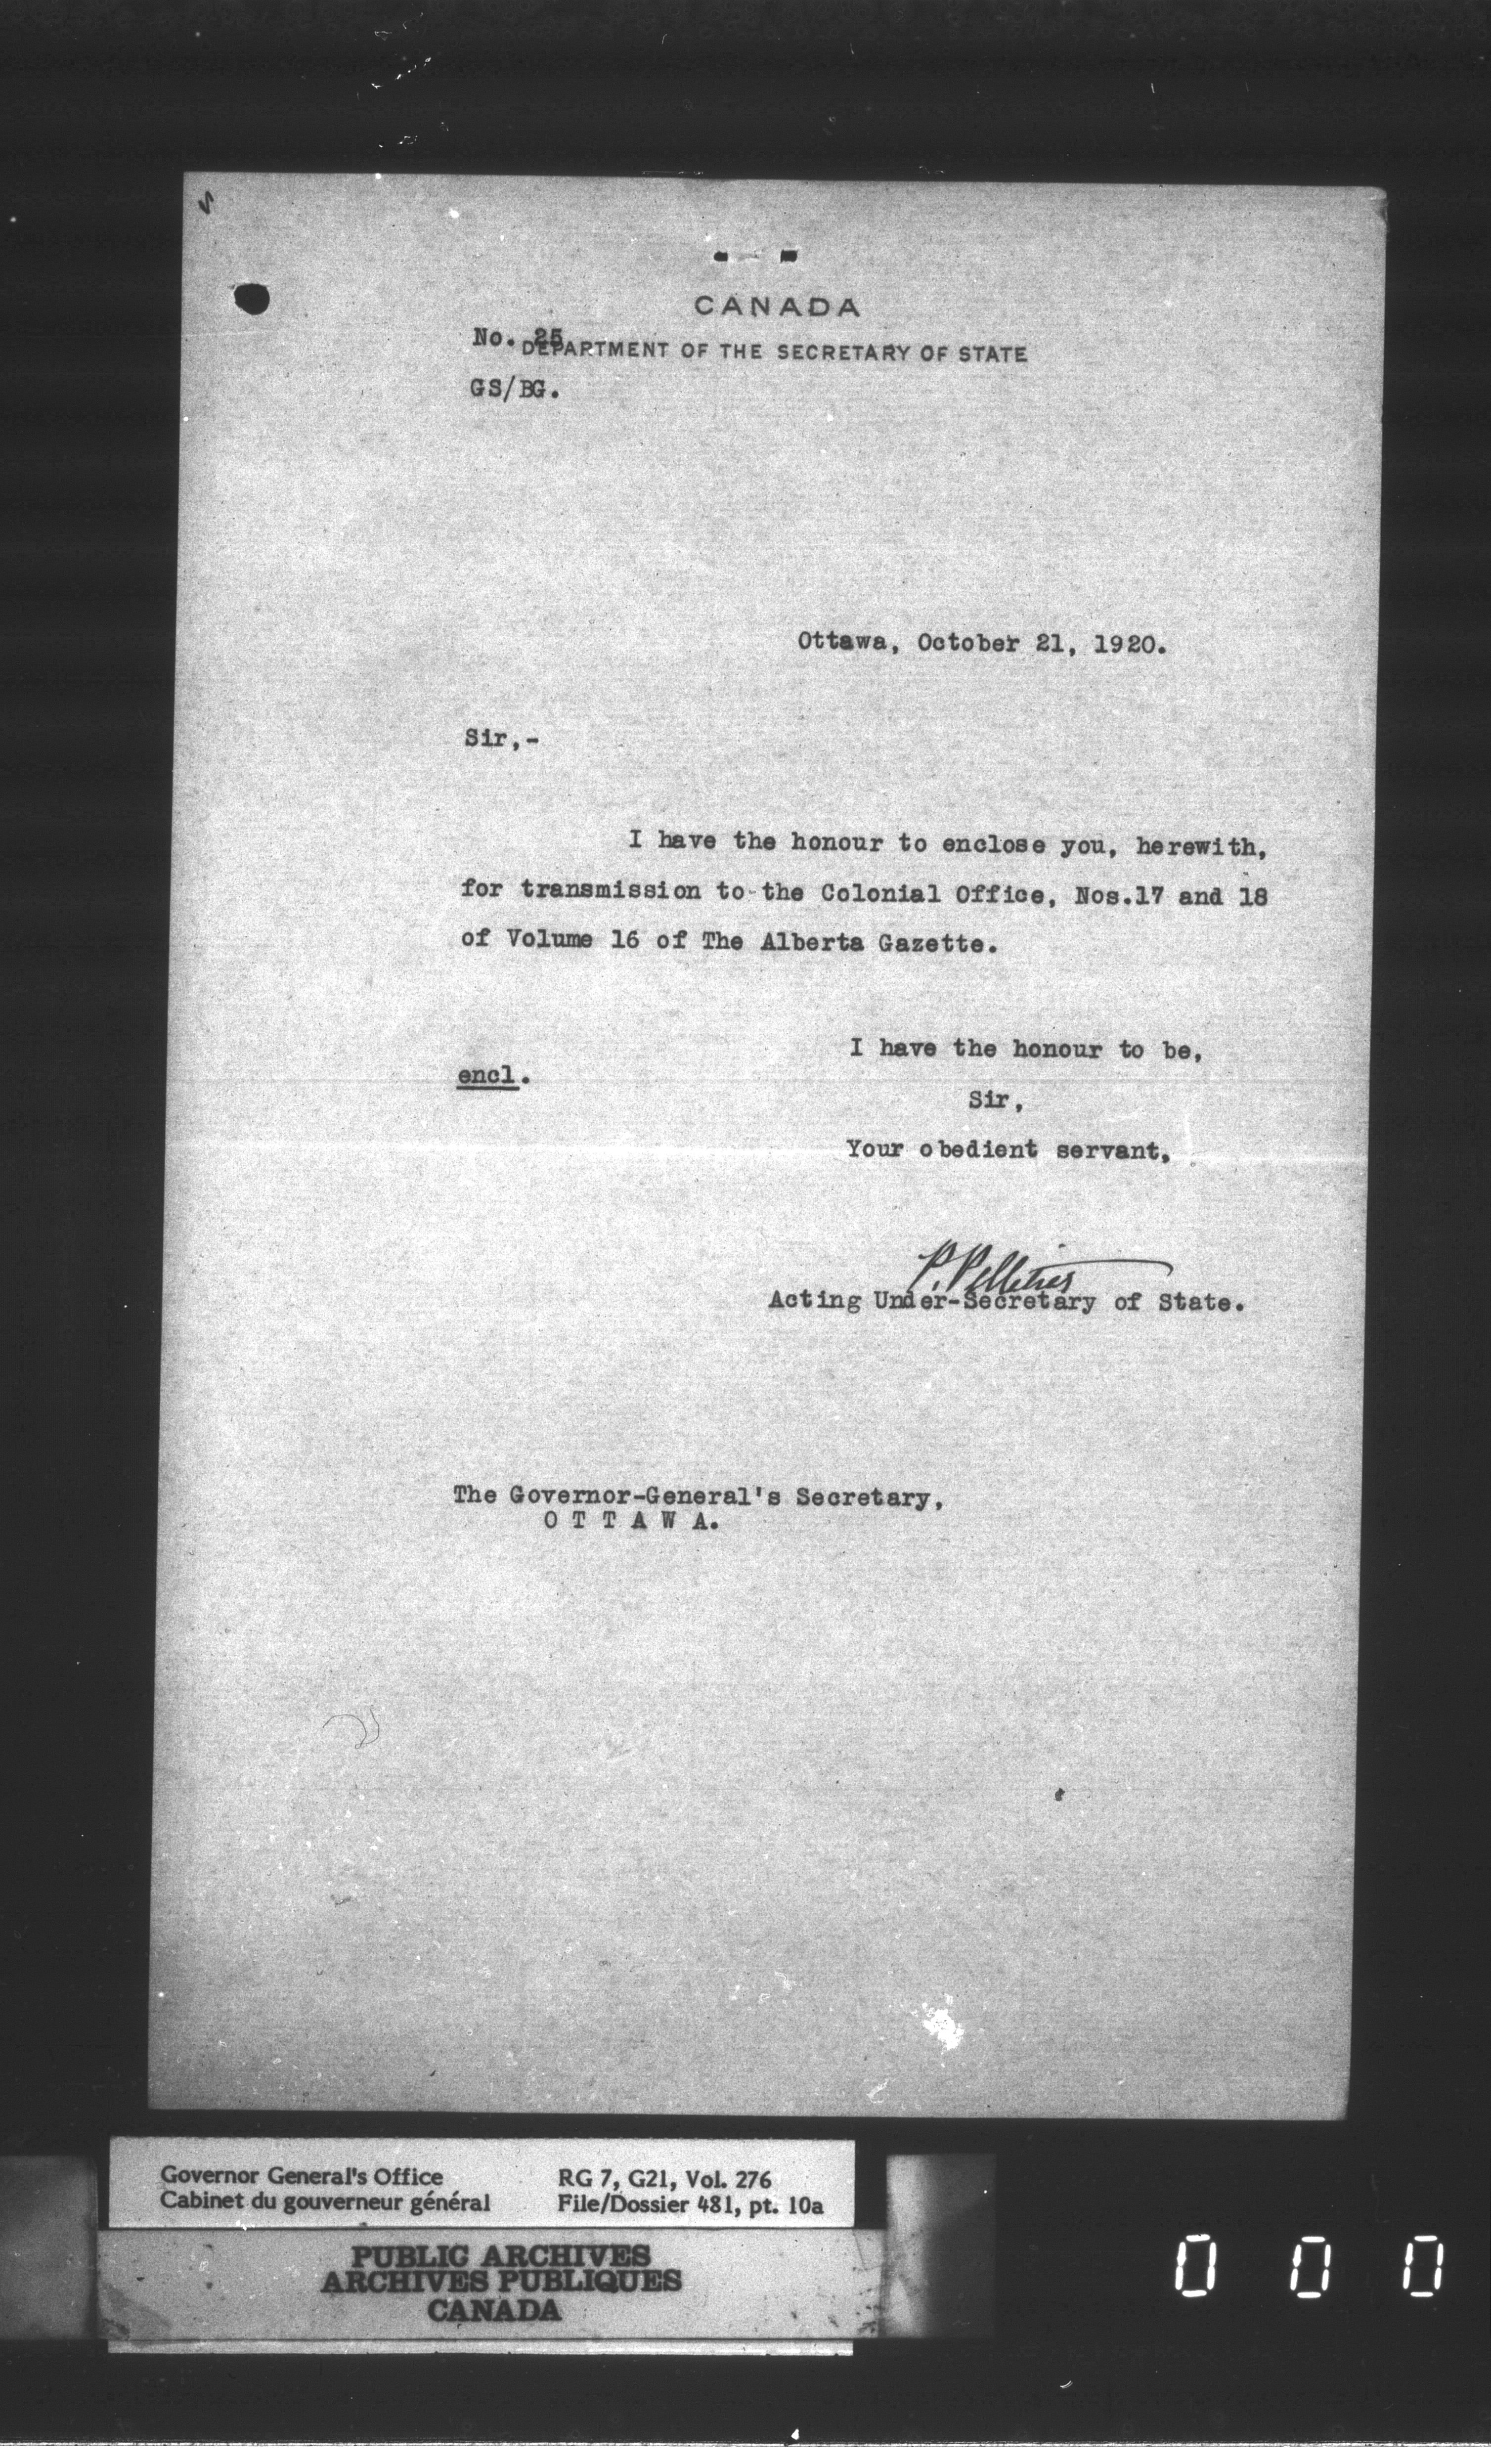 CANADA
No. 25
DEPARTMENT OF THE SECRETARY OF STATE
GS/BG.
Ottawa, October 21, 1920.
Sir,-
I have the honour to enclose you, herewith,
for transmission to the Colonial Office, Nos.17 and 18
of Volume 16 of The Alberta Gazette.
I have the honour to be,
encl.
Sir,
Your obedient servant,
P. Pelletier
Acting Under-Secretary of State.
The Governor-General's Secretary,
O T T A W A.
Governor General's Office
Cabinet du gouverneur général
RG 7, G21, Vol. 276
File/Dossier 481, pt. 10a
PUBLIC ARCHIVES
ARCHIVES PUBLIQUES
CANADA
0 0 0